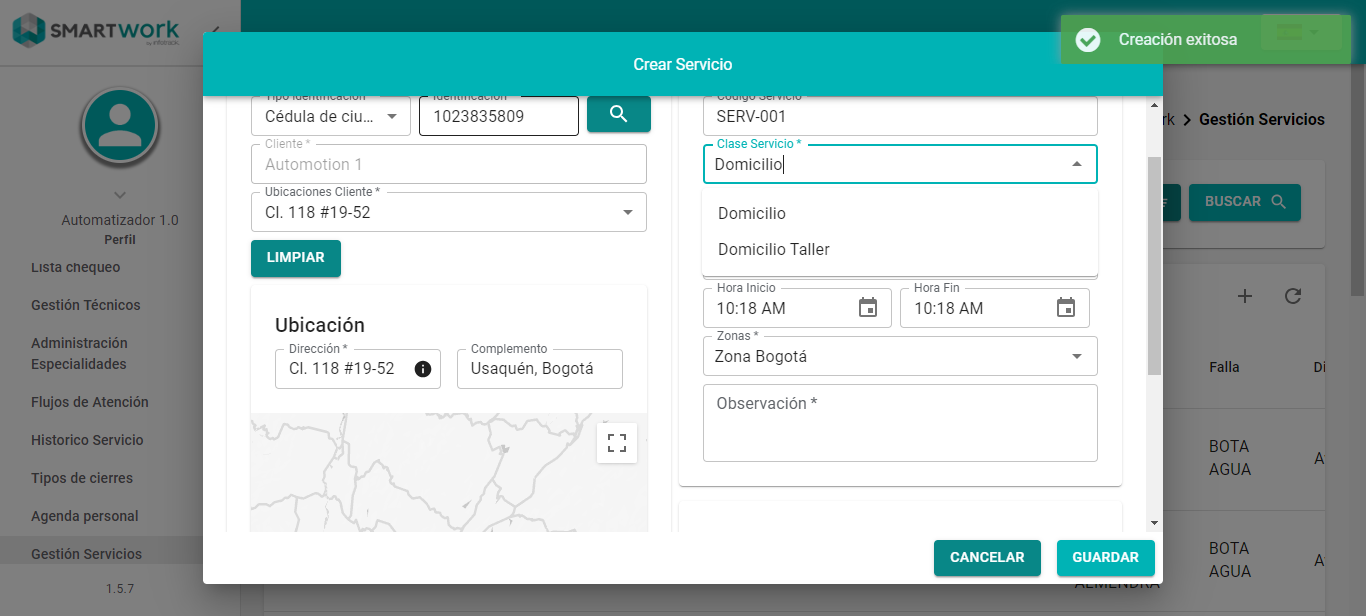 SMARTWORK
by infotrack
Creación exitosa
Crear Servicio
Tipo Identificación
Cédula de ciu...
Identificación
1023835809
Código Servicio
SERV-001
Gestión Servicios
Cliente *
Automotion 1
Clase Servicio *
Domicilio
Ubicaciones Cliente *
Cl. 118 #19-52
Domicilio
Domicilio Taller
BUSCAR
Automatizador 1.0
Perfil
LIMPIAR
Lista chequeo
Gestión Técnicos
Administración
Especialidades
Flujos de Atención
Historico Servicio
Tipos de cierres
Agenda personal
Gestión Servicios
1.5.7
Ubicación
Dirección *
Cl. 118 #19-52
Complemento
Usaquén, Bogotá
Hora Inicio
10:18 AM
Hora Fin
10:18 AM
Zonas *
Zona Bogotá
Observación *
Falla
BOTA
AGUA
BOTA
AGUA
CANCELAR
GUARDAR
ALMENDRA